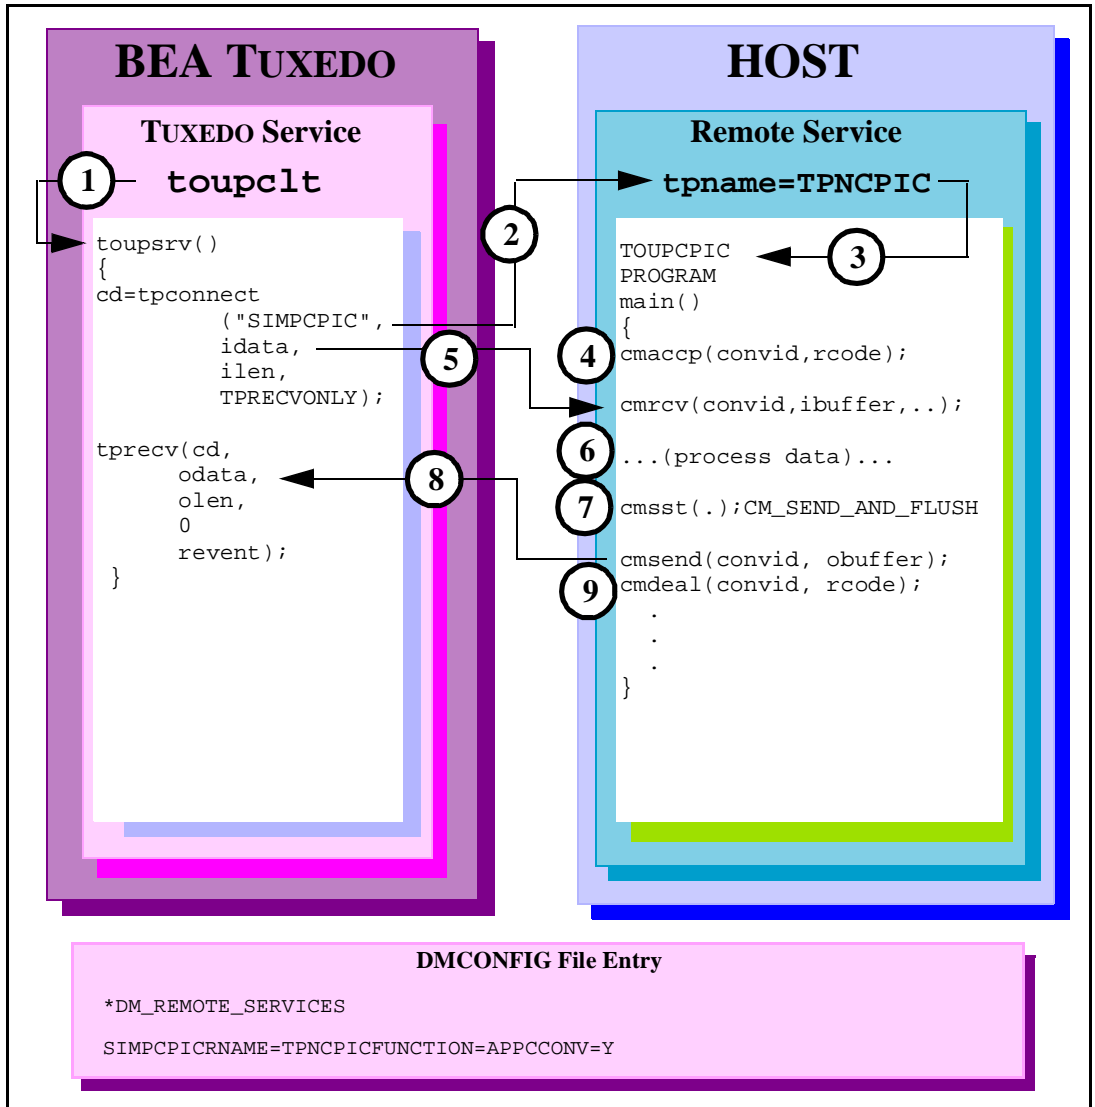 BEA TUXEDO
TUXEDO Service
1
toupclt
toupsrv()
{
cd=tpconnect
("SIMPCPIC",
idata,
ilen,
TPRECVONLY);
tprecv(cd,
odata,
olen,
0
revent);
}
2
5
8
HOST
Remote Service
tpname=TPNCPIC
3
TOUPCPIC
PROGRAM
main()
{
4 cmaccp(convid,rcode);
cmrcv(convid,ibuffer,..);
6 ...(process data)...
7 cmsst(.);CM_SEND_AND_FLUSH
cmsend(convid, obuffer);
9 cmdeal(convid, rcode);
.
.
.
}
DMCONFIG File Entry
*DM_REMOTE_SERVICES
SIMPCPICRNAME=TPNCPICFUNCTION=APPCCONV=Y